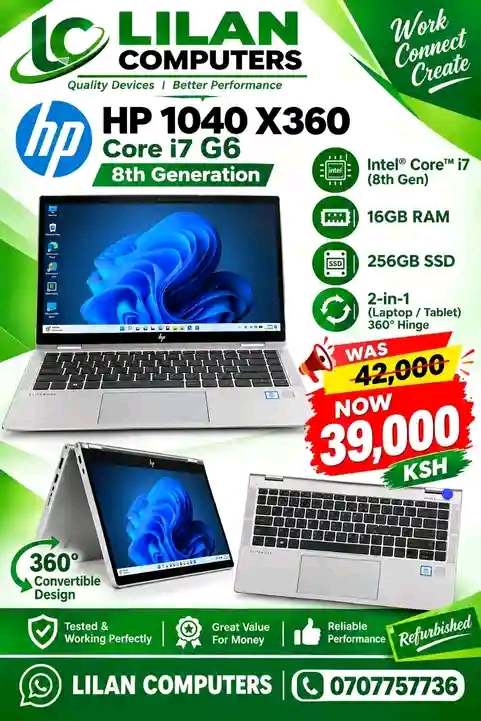 LC LILAN
COMPUTERS
Quality Devices | Better Performance
Work
Connect
Create
hp
HP 1040 X360
Core i7 G6
8th Generation
Intel® Core™ i7
(8th Gen)
16GB RAM
SSD
256GB SSD
2-in-1
(Laptop / Tablet)
360° Hinge
WAS
42,000
NOW
39,000
KSH
360°
Convertible
Design
Tested &
Working Perfectly
Great Value
For Money
Reliable
Performance
Refurbished
LILAN COMPUTERS
0707757736